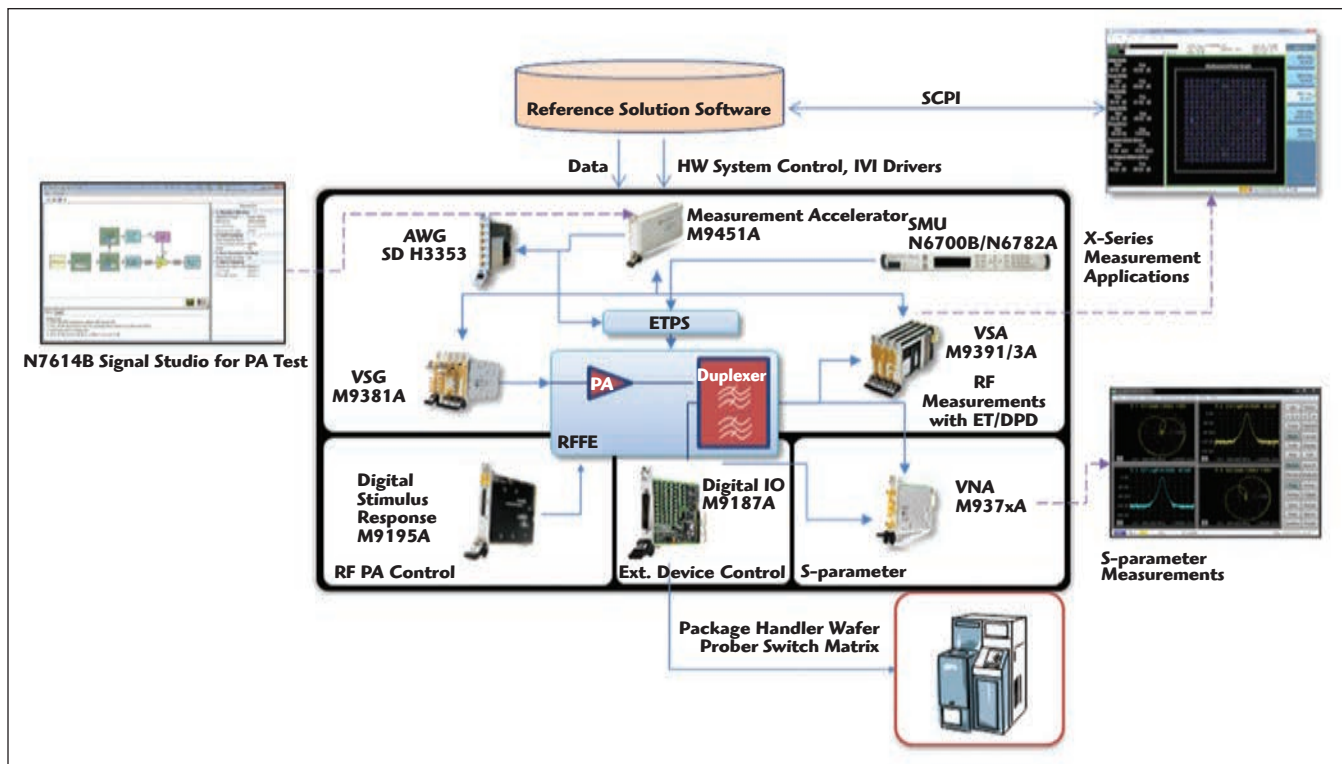 Reference Solution Software
SCPI
Data
HW System Control, IVI Drivers
AWG
SD H3353
Measurement Accelerator
M9451A
SMU
N6700B/N6782A
X-Series
Measurement
Applications
N7614B Signal Studio for PA Test
ETPS
VSG
M9381A
PA
Duplexer
RFFE
VSA
M9391/3A
RF
Measurements
with ET/DPD
Digital
Stimulus
Response
M9195A
RF PA Control
Digital IO
M9187A
Ext. Device Control
VNA
M937xA
S-parameter
S-parameter
Measurements
Package Handler Wafer
Prober Switch Matrix